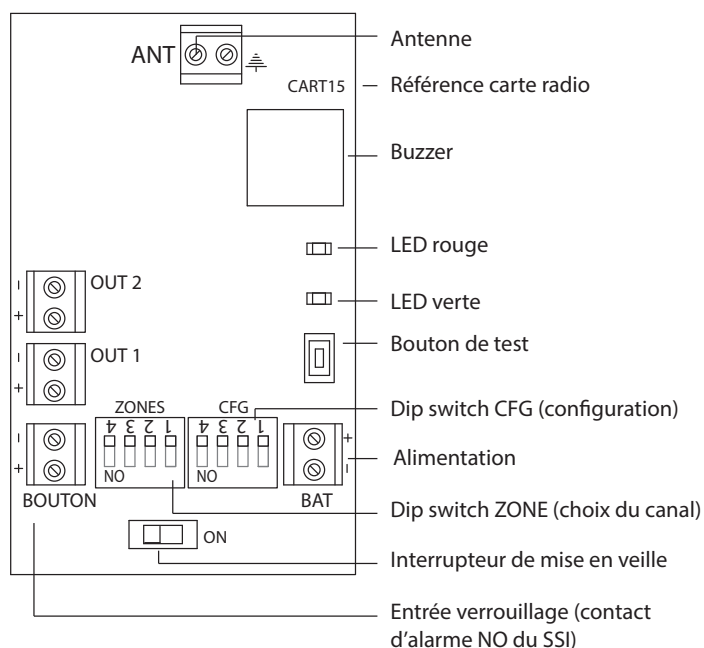 ANT
Antenne
CART15
Référence carte radio
Buzzer
LED rouge
OUT 2
- +
LED verte
Bouton de test
OUT 1
- +
ZONES
CFG
Dip switch CFG (configuration)
4 3 2 1
4 3 2 1
- +
+ -
Alimentation
NO
NO
BOUTON
BAT
Dip switch ZONE (choix du canal)
ON
Interrupteur de mise en veille
Entrée verrouillage (contact
d'alarme NO du SSI)